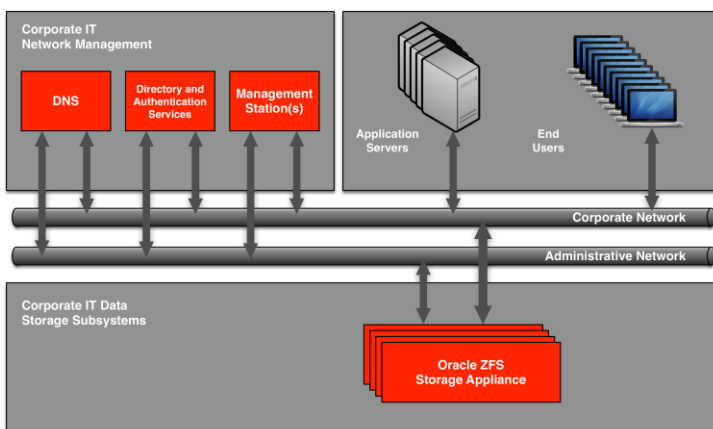 Corporate IT
Network Management
DNS
Directory and
Authentication
Services
Management
Station(s)
Application
Servers
End
Users
Corporate Network
Administrative Network
Corporate IT Data
Storage Subsystems
Oracle ZFS
Storage Appliance